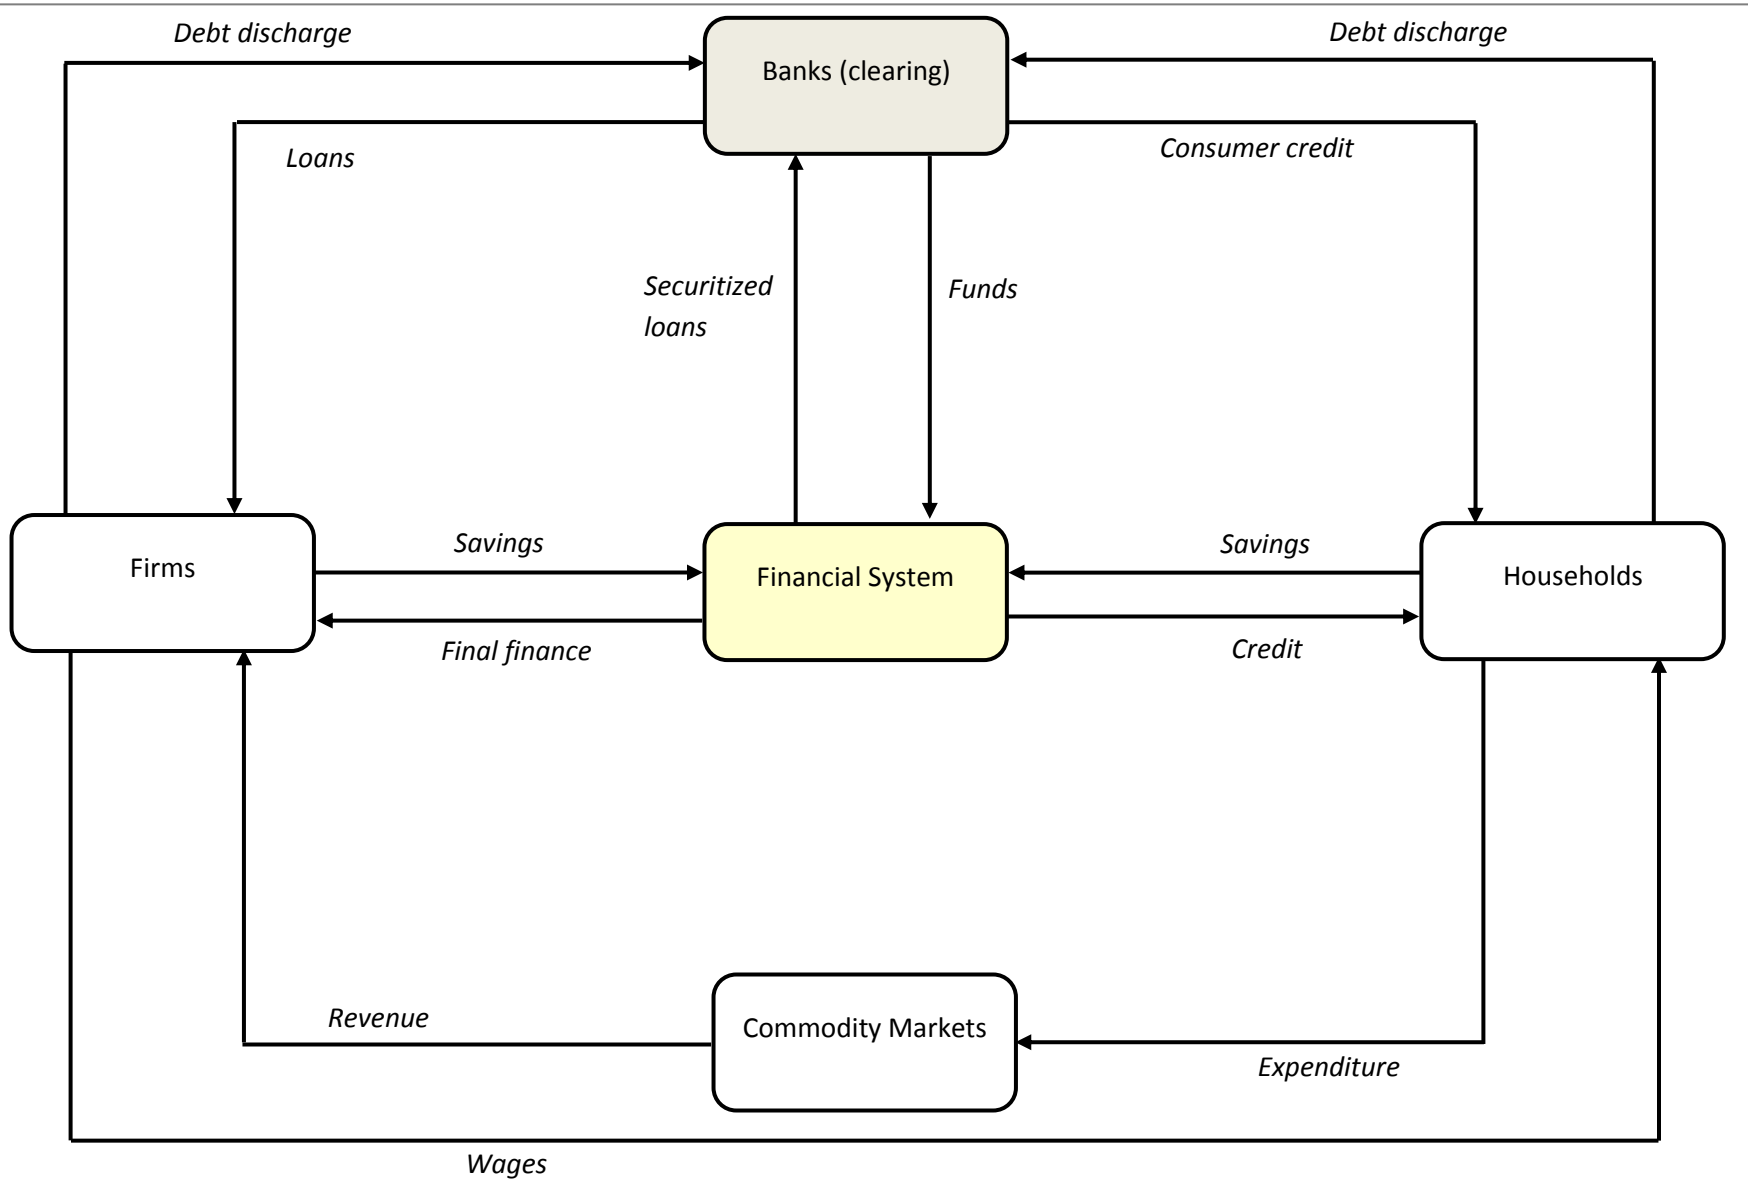 Debt discharge
Debt discharge
Banks (clearing)
Loans
Consumer credit
Securitized
loans
Funds
Savings
Savings
Firms
Financial System
Households
Final finance
Credit
Revenue
Commodity Markets
Expenditure
Wages